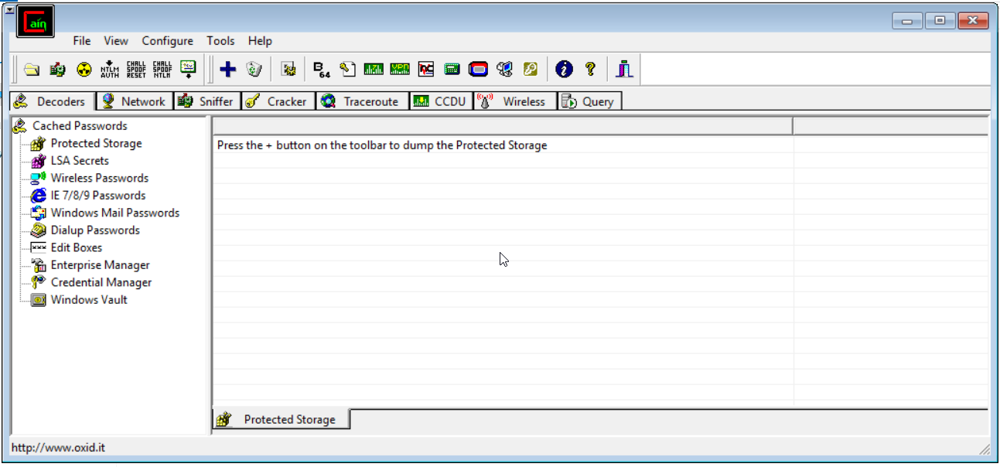 Cain
File View Configure Tools Help
NTLM AUTH CHALL SPOOF RESET CHALL SPOOF NTLM B 64
Decoders Network Sniffer Cracker Traceroute CCDU Wireless Query
Cached Passwords
Protected Storage
LSA Secrets
Wireless Passwords
IE 7/8/9 Passwords
Windows Mail Passwords
Dialup Passwords
Edit Boxes
Enterprise Manager
Credential Manager
Windows Vault
Press the + button on the toolbar to dump the Protected Storage
Protected Storage
http://www.oxid.it